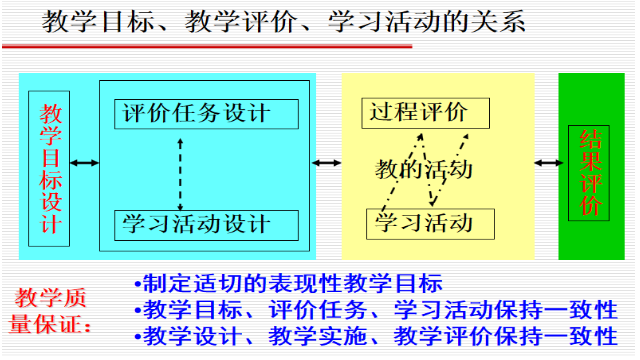 教学目标、教学评价、学习活动的关系
教学目标设计
评价任务设计
学习活动设计
过程评价
教的活动
学习活动
结果评价
教学质
量保证：
•制定适切的表现性教学目标
•教学目标、评价任务、学习活动保持一致性
•教学设计、教学实施、教学评价保持一致性